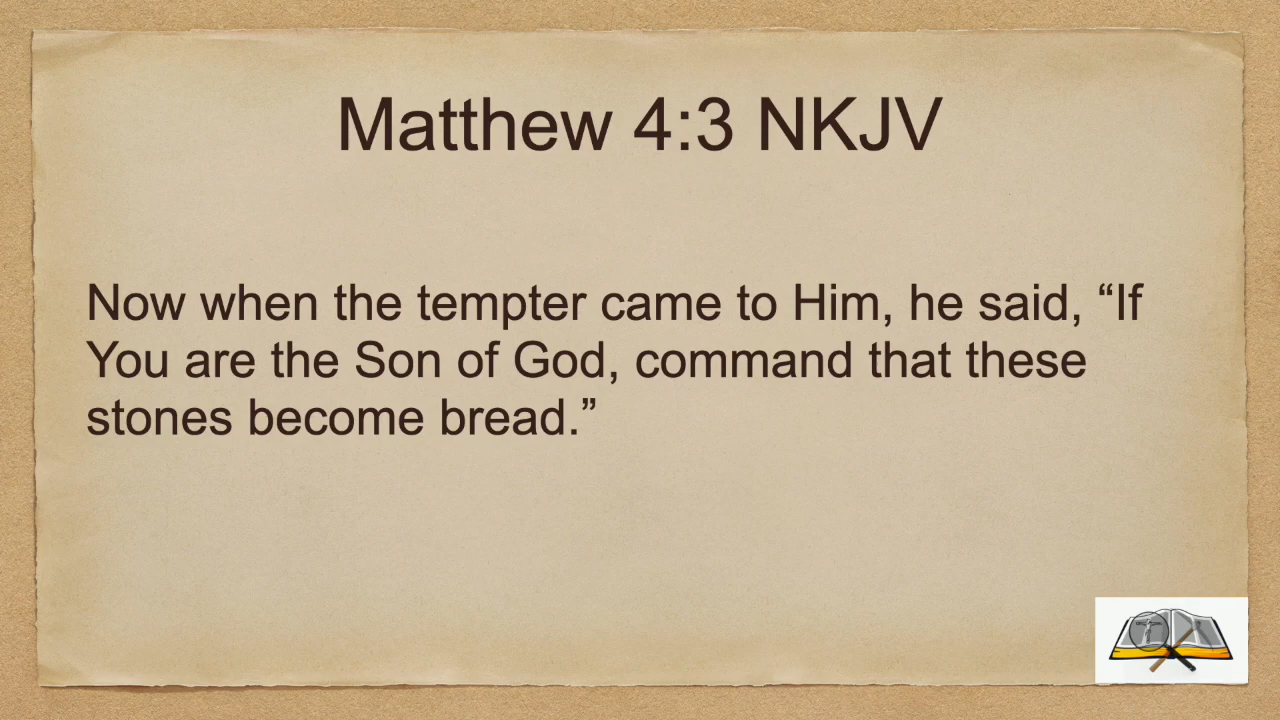 Matthew 4:3 NKJV
Now when the tempter came to Him, he said, “If
You are the Son of God, command that these
stones become bread.”